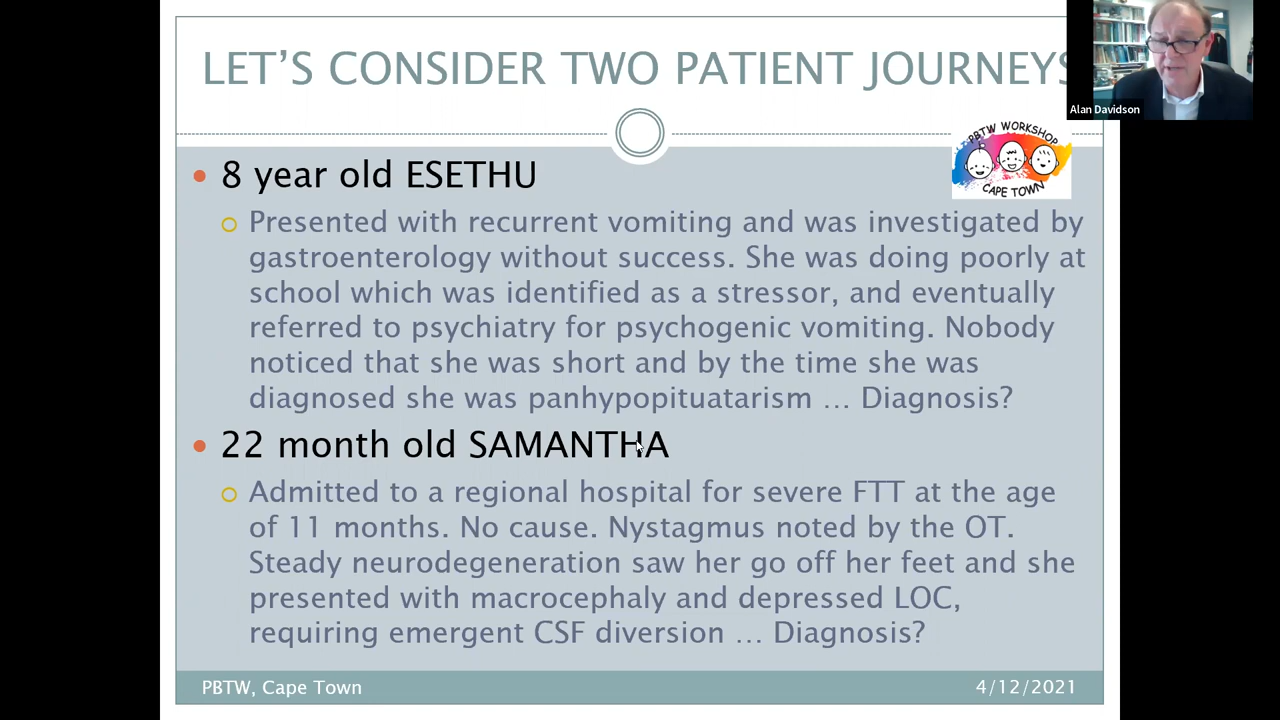 LET'S CONSIDER TWO PATIENT JOURNEYS
Alan Davidson
PBTW WORKSHOP
CAPE TOWN
• 8 year old ESETHU
Presented with recurrent vomiting and was investigated by
gastroenterology without success. She was doing poorly at
school which was identified as a stressor, and eventually
referred to psychiatry for psychogenic vomiting. Nobody
noticed that she was short and by the time she was
diagnosed she was panhypopituatarism … Diagnosis?
• 22 month old SAMANTHA
Admitted to a regional hospital for severe FTT at the age
of 11 months. No cause. Nystagmus noted by the OT.
Steady neurodegeneration saw her go off her feet and she
presented with macrocephaly and depressed LOC,
requiring emergent CSF diversion … Diagnosis?
PBTW, Cape Town
4/12/2021